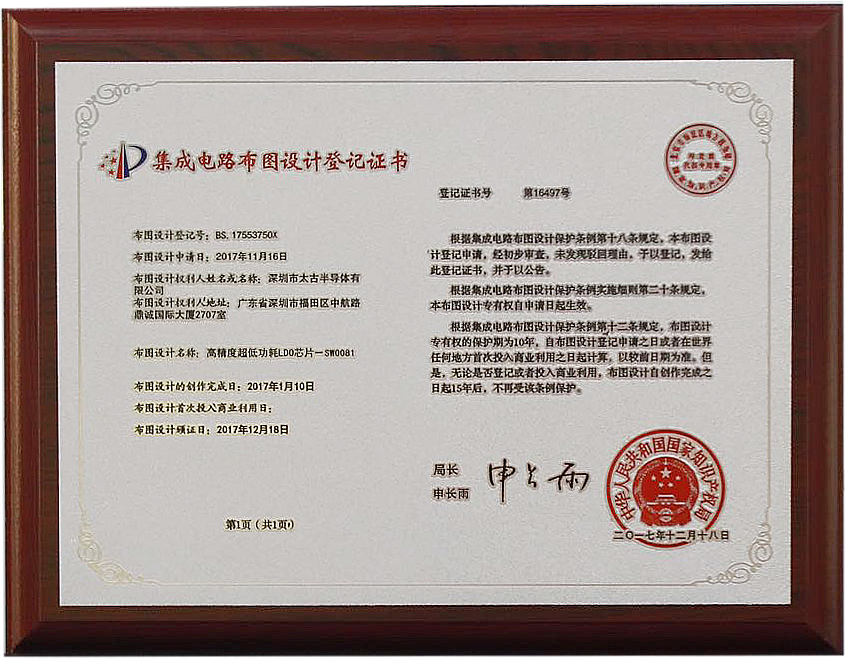 集成电路布图设计登记证书
登记证书号 第16497号
布图设计登记号：BS.17553750X
布图设计申请日：2017年11月16日
布图设计权利人姓名或名称：深圳市太古半导体有
限公司
布图设计权利人地址：广东省深圳市福田区中航路
鼎诚国际大厦2707室
布图设计名称：高精度超低功耗LDO芯片－SW0081
布图设计的创作完成日：2017年1月10日
布图设计首次投入商业利用日：
布图设计颁证日：2017年12月18日
第1页（共1页）
根据集成电路布图设计保护条例第十八条规定，本布图设
计登记申请，经初步审查，未发现驳回理由，予以登记，发给
此登记证书，并予以公告。
根据集成电路布图设计保护条例实施细则第二十条规定，
本布图设计专有权自申请日起生效。
根据集成电路布图设计保护条例第十二条规定，布图设计
专有权的保护期为10年，自布图设计登记申请之日或者在世界
任何地方首次投入商业利用之日起计算，以较前日期为准。但
是，无论是否登记或者投入商业利用，布图设计自创作完成之
日起15年后，不再受该条例保护。
局长
申长雨
申长雨
中华人民共和国国家知识产权局
二〇一七年十二月十八日